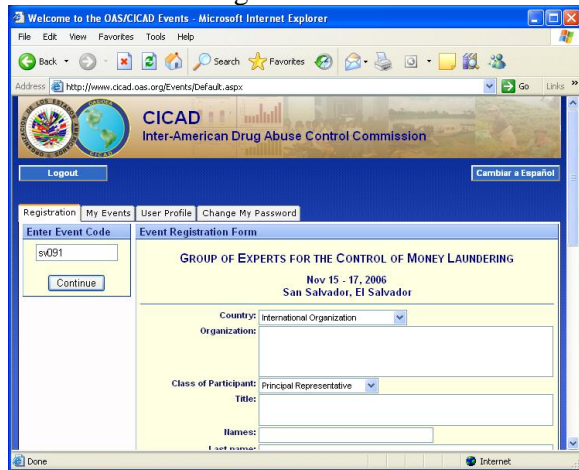 Welcome to the OAS/CICAD Events - Microsoft Internet Explorer
File Edit View Favorites Tools Help
Back Search Favorites
Address http://www.cicad.oas.org/Events/Default.aspx Go Links »
CICAD
Inter-American Drug Abuse Control Commission
Logout Cambiar a Español
Registration My Events User Profile Change My Password
Enter Event Code Event Registration Form
sv091
Continue
GROUP OF EXPERTS FOR THE CONTROL OF MONEY LAUNDERING
Nov 15 - 17, 2006
San Salvador, El Salvador
Country: International Organization
Organization:
Class of Participant: Principal Representative
Title:
Names:
Last name:
Done Internet